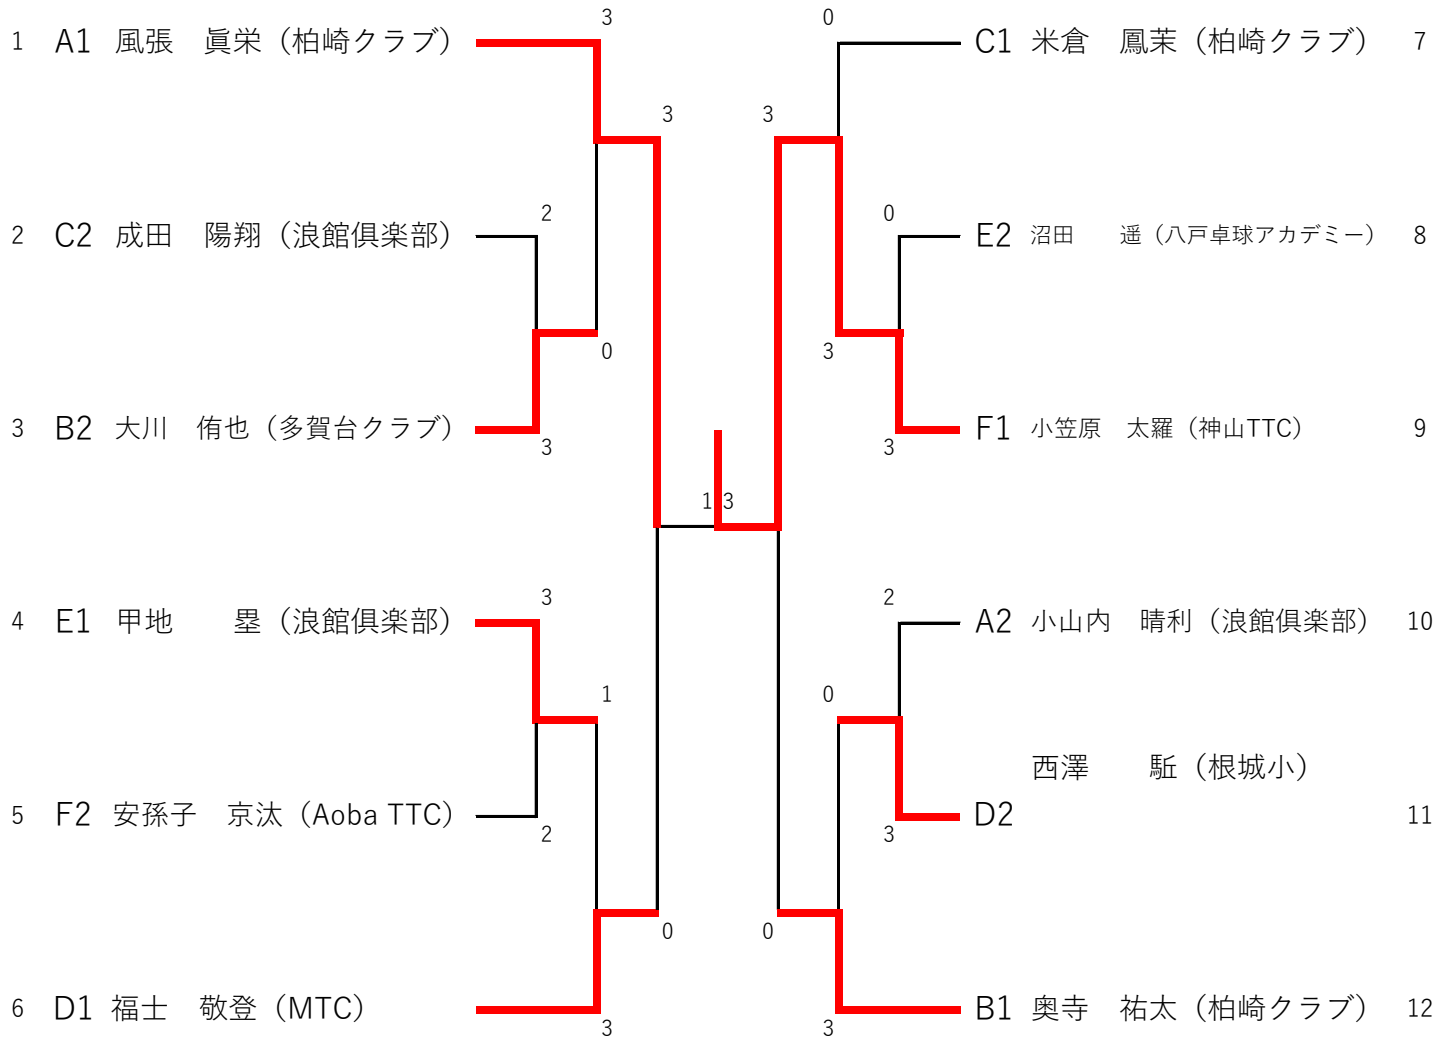 1 A1 風張　眞栄（柏崎クラブ）
2 C2 成田　陽翔（浪館俱楽部）
3 B2 大川　侑也（多賀台クラブ）
4 E1 甲地　　塁（浪館俱楽部）
5 F2 安孫子　京汰（Aoba TTC）
6 D1 福士　敬登（MTC）
3
2
3
0
3
3
2
1
3
0
1
3
0
3
0
3
3
0
2
3
0
3
0
C1 米倉　鳳茉（柏崎クラブ） 7
E2 沼田　　遥（八戸卓球アカデミー） 8
F1 小笠原　太羅（神山TTC） 9
A2 小山内　晴利（浪館俱楽部） 10
西澤　　駈（根城小）
D2 11
B1 奥寺　祐太（柏崎クラブ） 12